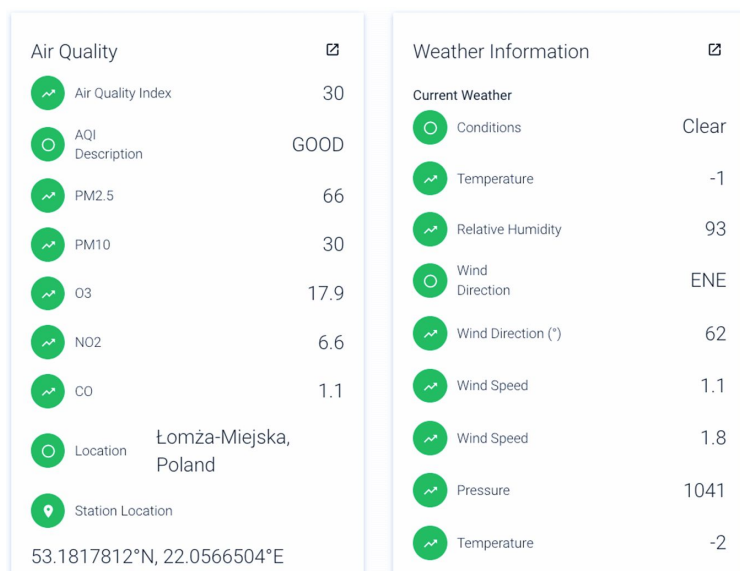 Air Quality
Air Quality Index 30
AQI
Description GOOD
PM2.5 66
PM10 30
O3 17.9
NO2 6.6
CO 1.1
Location Łomża-Miejska,
Poland
Station Location
53.1817812°N, 22.0566504°E
Weather Information
Current Weather
Conditions Clear
Temperature -1
Relative Humidity 93
Wind
Direction ENE
Wind Direction (°) 62
Wind Speed 1.1
Wind Speed 1.8
Pressure 1041
Temperature -2